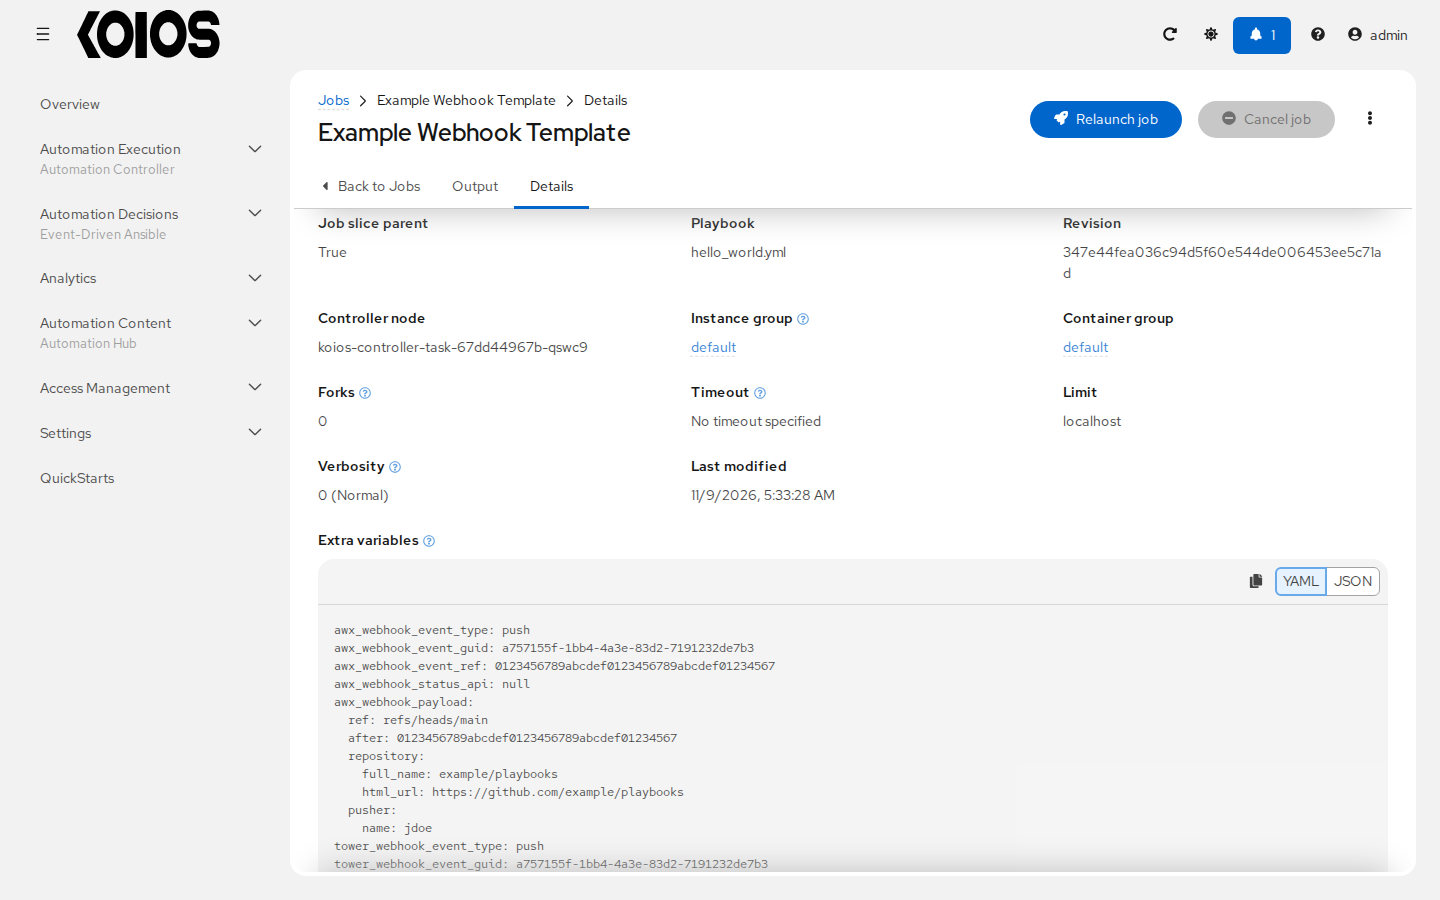 KOIOS
1
admin
Overview
Automation Execution
Automation Controller
Automation Decisions
Event-Driven Ansible
Analytics
Automation Content
Automation Hub
Access Management
Settings
QuickStarts
Jobs
Example Webhook Template
Details
Example Webhook Template
Relaunch job
Cancel job
Back to Jobs
Output
Details
Job slice parent
True
Playbook
hello_world.yml
Revision
347e44fea036c94d5f60e544de006453ee5c71a
d
Controller node
koios-controller-task-67dd44967b-qswc9
Instance group
default
Container group
default
Forks
0
Timeout
No timeout specified
Limit
localhost
Verbosity
0 (Normal)
Last modified
11/9/2026, 5:33:28 AM
Extra variables
YAML
JSON
awx_webhook_event_type: push
awx_webhook_event_guid: a757155f-1bb4-4a3e-83d2-7191232de7b3
awx_webhook_event_ref: 0123456789abcdef0123456789abcdef01234567
awx_webhook_status_api: null
awx_webhook_payload:
  ref: refs/heads/main
  after: 0123456789abcdef0123456789abcdef01234567
  repository:
    full_name: example/playbooks
    html_url: https://github.com/example/playbooks
  pusher:
    name: jdoe
tower_webhook_event_type: push
tower_webhook_event_guid: a757155f-1bb4-4a3e-83d2-7191232de7b3